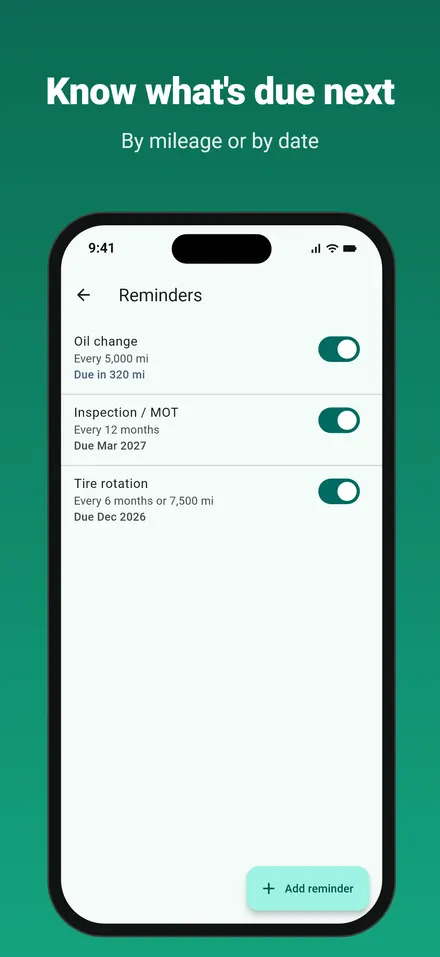 Know what's due next
By mileage or by date
9:41
Reminders
Oil change
Every 5,000 mi
Due in 320 mi
Inspection / MOT
Every 12 months
Due Mar 2027
Tire rotation
Every 6 months or 7,500 mi
Due Dec 2026
Add reminder